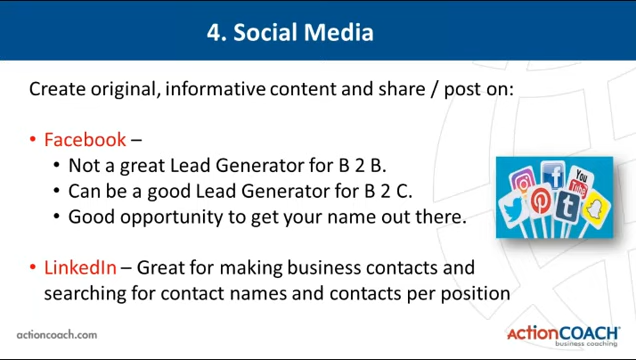 4. Social Media
Create original, informative content and share / post on:
• Facebook –
• Not a great Lead Generator for B 2 B.
• Can be a good Lead Generator for B 2 C.
• Good opportunity to get your name out there.
You
Tube
• LinkedIn – Great for making business contacts and
searching for contact names and contacts per position
actioncoach.com
ActionCOACH
business coaching